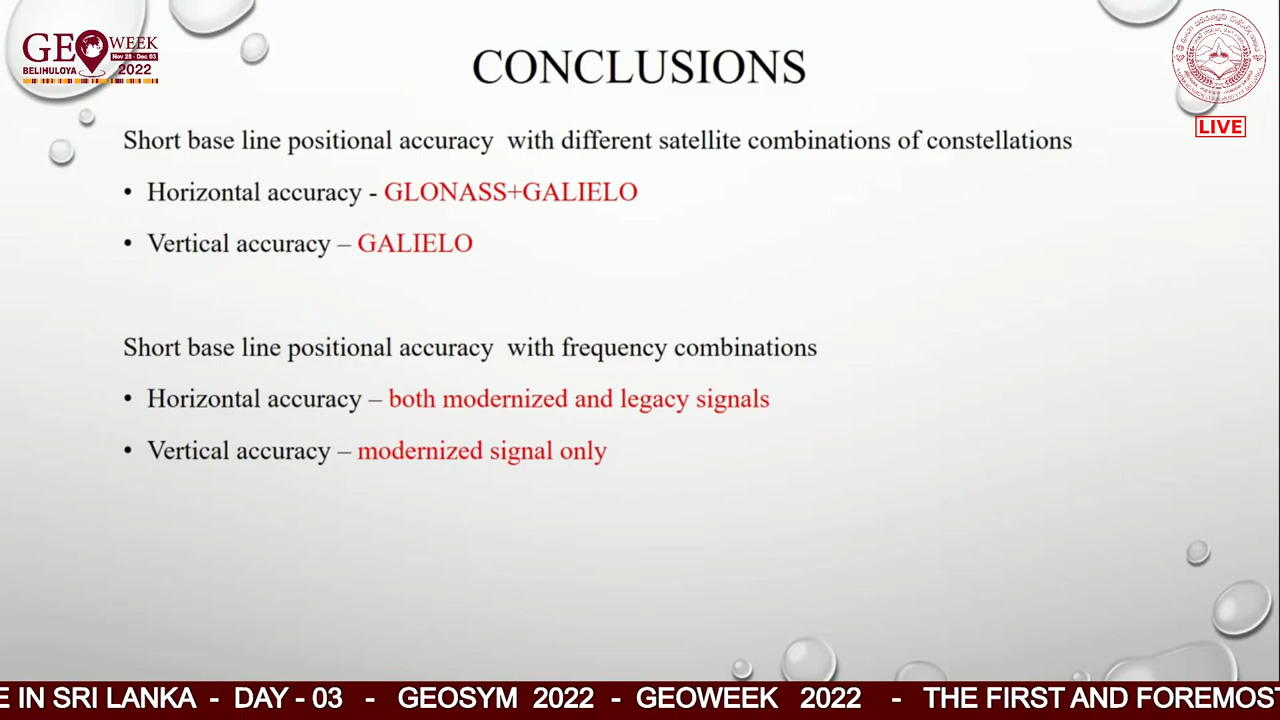 GEO WEEK
Nov 28 - Dec 03
BELIHULOYA 2022
CONCLUSIONS
LIVE
Short base line positional accuracy with different satellite combinations of constellations
• Horizontal accuracy - GLONASS+GALIELO
• Vertical accuracy – GALIELO
Short base line positional accuracy with frequency combinations
• Horizontal accuracy – both modernized and legacy signals
• Vertical accuracy – modernized signal only
E IN SRI LANKA - DAY - 03 - GEOSYM 2022 - GEOWEEK 2022 - THE FIRST AND FOREMOST